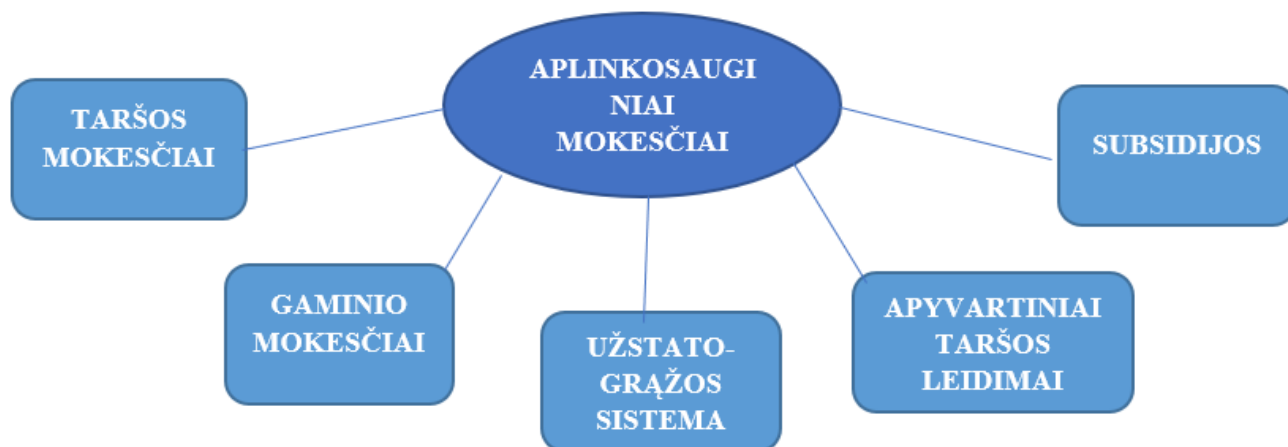 APLINKOSAUGI
NIAI
MOKESČIAI
TARŠOS
MOKESČIAI
SUBSIDIJOS
GAMINIO
MOKESČIAI
UŽSTATO-
GRĄŽOS
SISTEMA
APYVARTINIAI
TARŠOS
LEIDIMAI